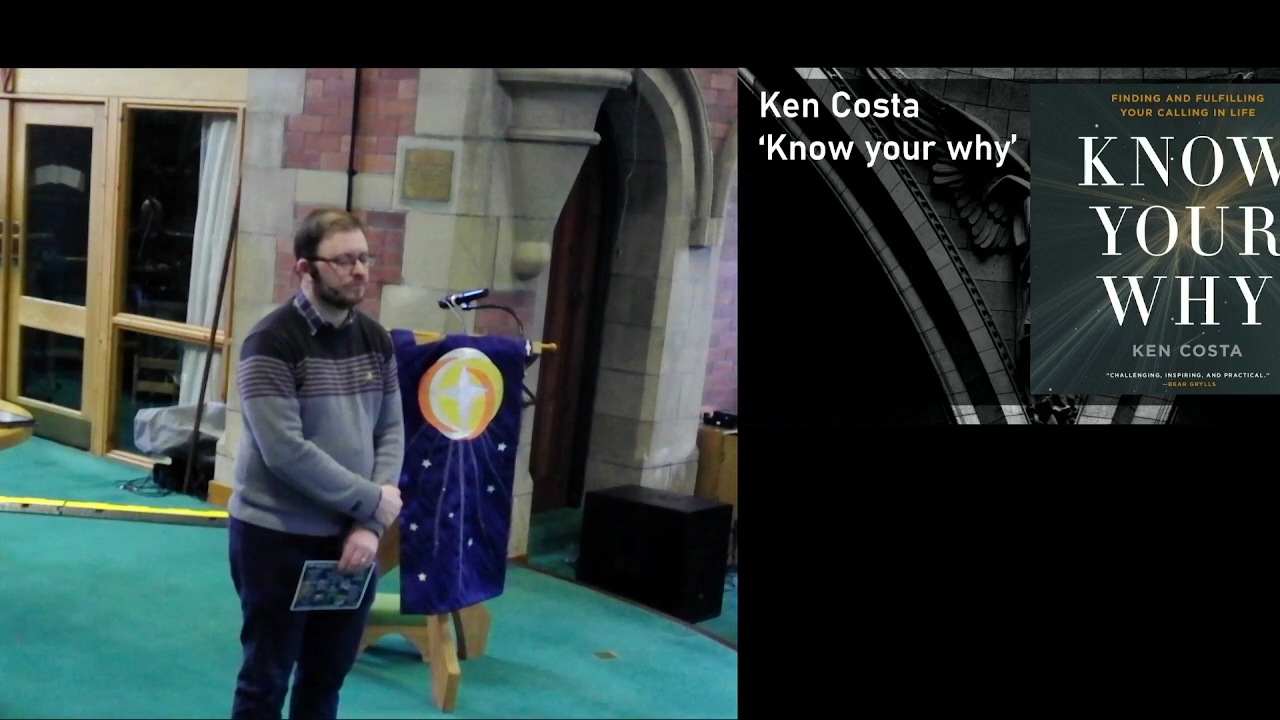 Ken Costa
‘Know your why’
FINDING AND FULFILLING
YOUR CALLING IN LIFE
KNOW
YOUR
WHY
KEN COSTA
“CHALLENGING, INSPIRING, AND PRACTICAL.”
—BEAR GRYLLS